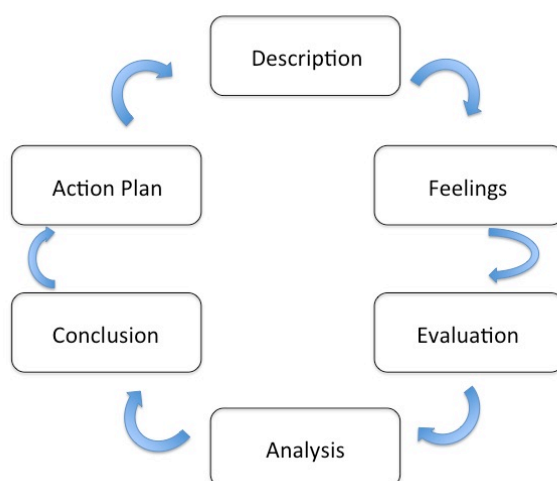 Description
Feelings
Evaluation
Analysis
Conclusion
Action Plan